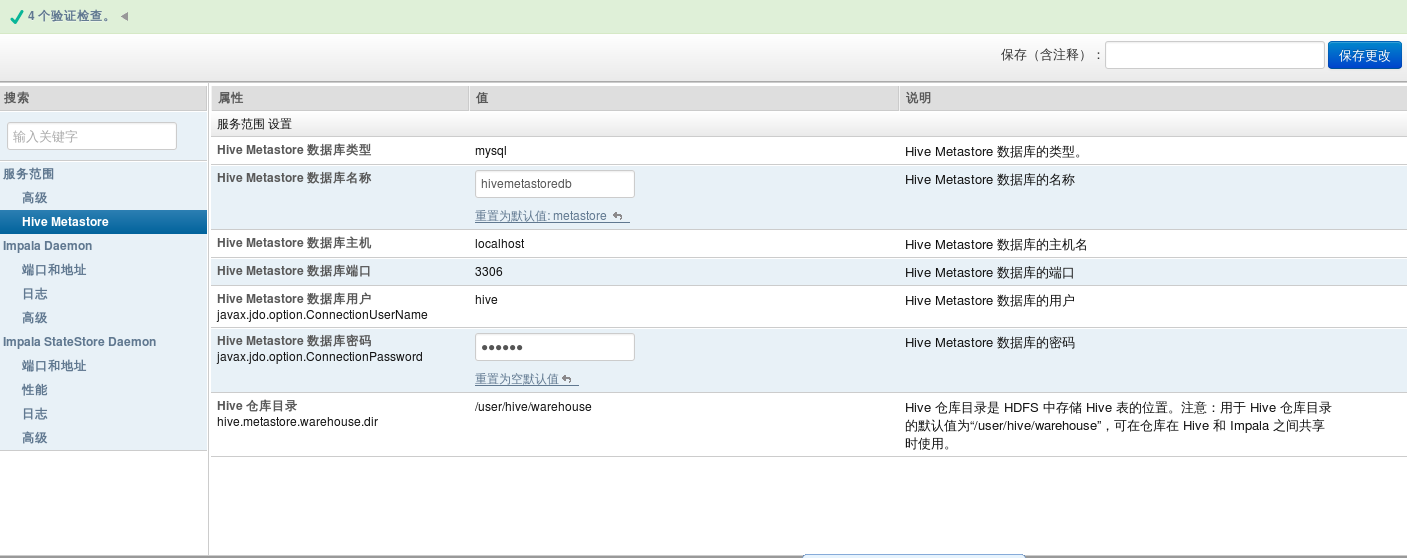 4 个验证检查。
保存（含注释）：
保存更改
搜索
属性
值
说明
输入关键字
服务范围
高级
Hive Metastore
Impala Daemon
端口和地址
日志
高级
Impala StateStore Daemon
端口和地址
性能
日志
高级
服务范围 设置
Hive Metastore 数据库类型
mysql
Hive Metastore 数据库的类型。
Hive Metastore 数据库名称
hivemetastoredb
重置为默认值: metastore
Hive Metastore 数据库的名称
Hive Metastore 数据库主机
localhost
Hive Metastore 数据库的主机名
Hive Metastore 数据库端口
3306
Hive Metastore 数据库的端口
Hive Metastore 数据库用户
javax.jdo.option.ConnectionUserName
hive
Hive Metastore 数据库的用户
Hive Metastore 数据库密码
javax.jdo.option.ConnectionPassword
●●●●●●
重置为空默认值
Hive Metastore 数据库的密码
Hive 仓库目录
hive.metastore.warehouse.dir
/user/hive/warehouse
Hive 仓库目录是 HDFS 中存储 Hive 表的位置。注意：用于 Hive 仓库目录
的默认值为“/user/hive/warehouse”，可在仓库在 Hive 和 Impala 之间共享
时使用。